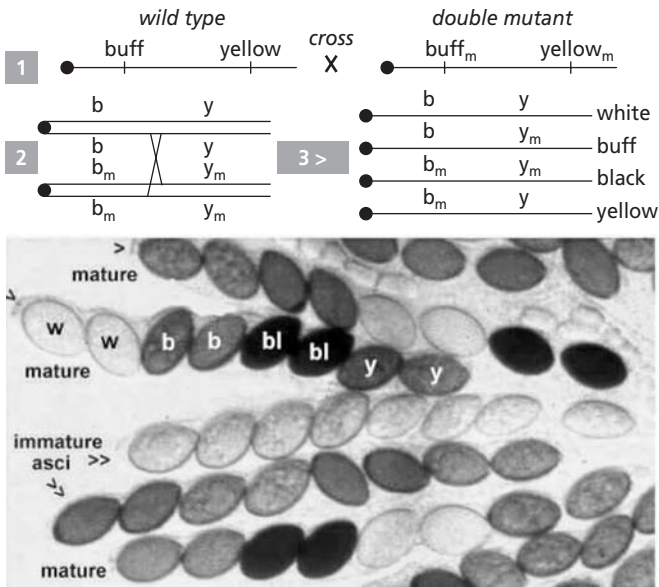 wild type
double mutant
cross
1
buff
yellow
X
buffₘ
yellowₘ
b
y
b
y
white
b
y
b
yₘ
buff
2
bₘ
yₘ
3 >
bₘ
yₘ
black
bₘ
yₘ
bₘ
y
yellow
>
mature
>
w
w
b
b
bl
bl
y
y
mature
immature
asci >>
>>
mature